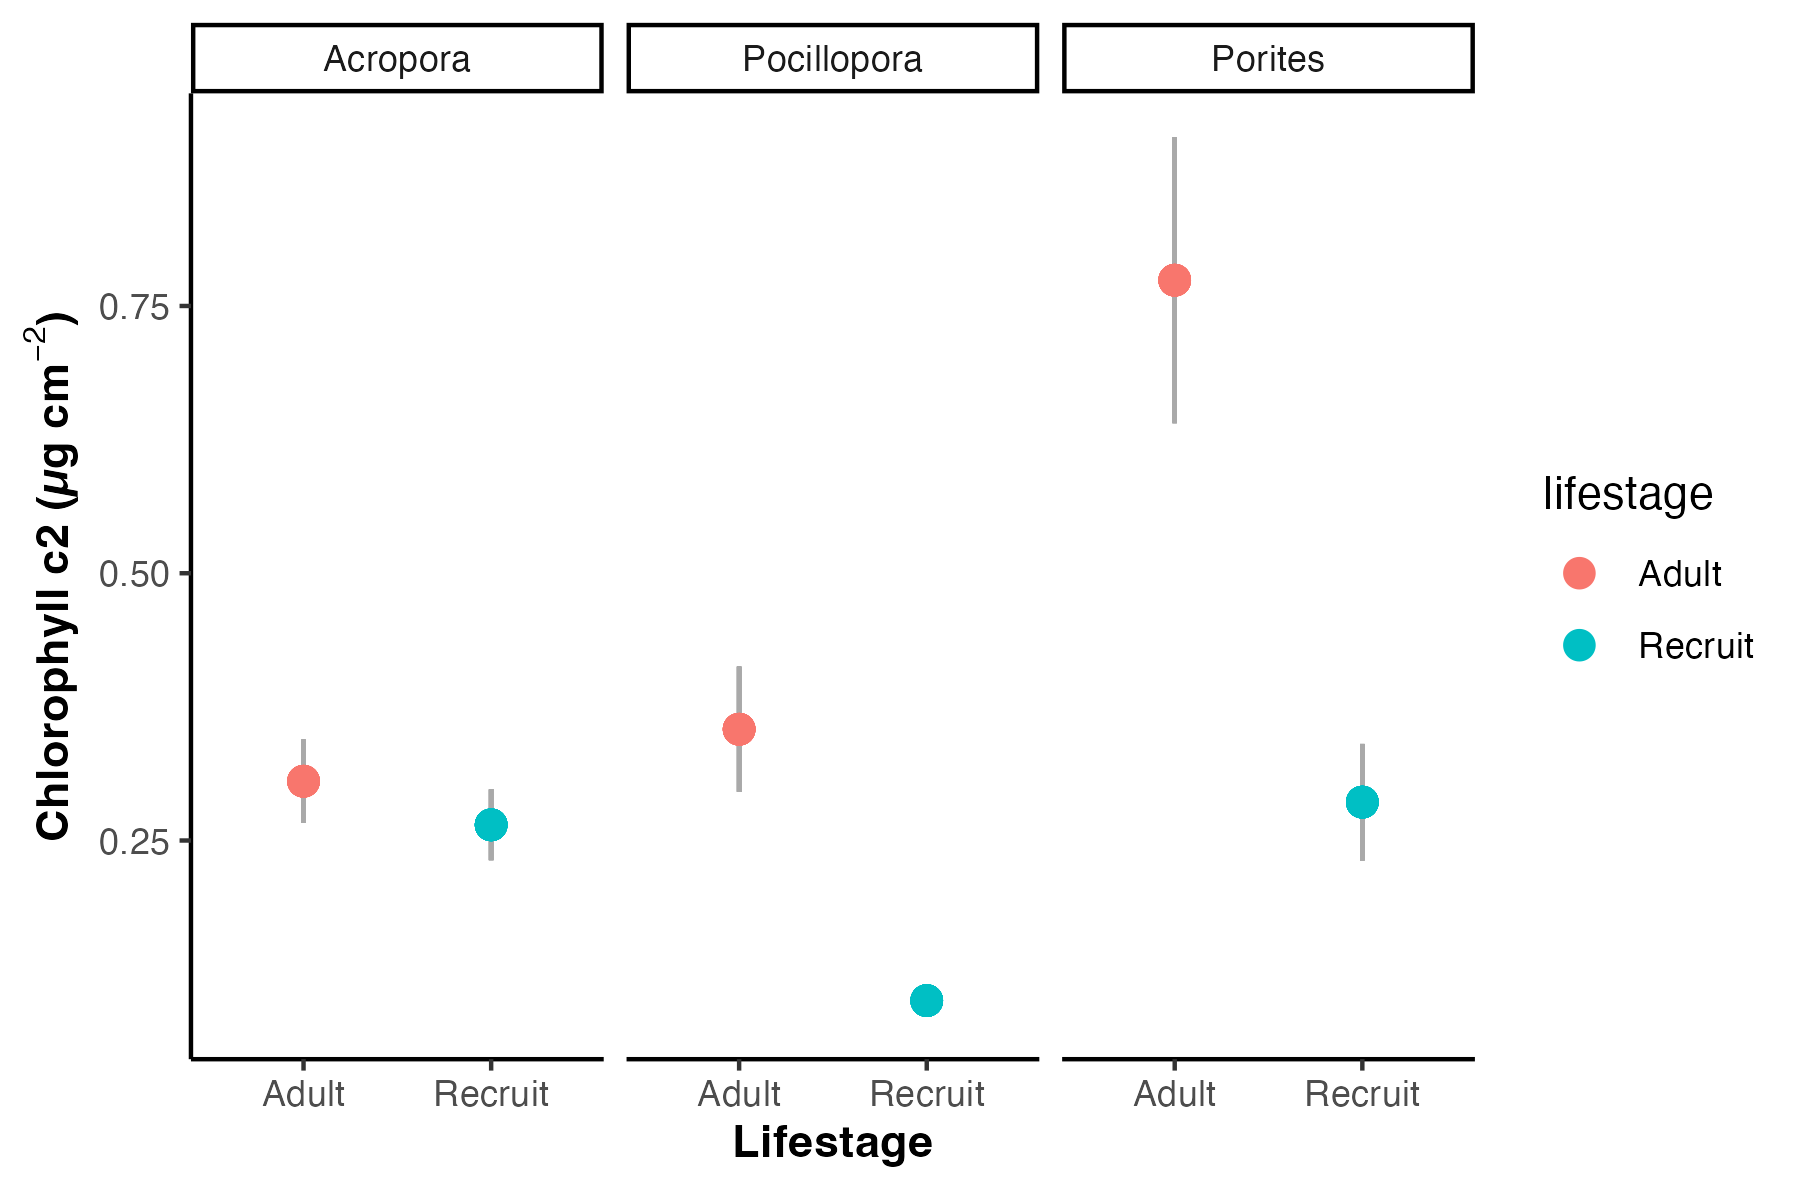 Acropora
Pocillopora
Porites
Chlorophyll c2 (µg cm⁻²)
0.75
0.50
0.25
Adult
Recruit
Adult
Recruit
Adult
Recruit
Lifestage
lifestage
Adult
Recruit